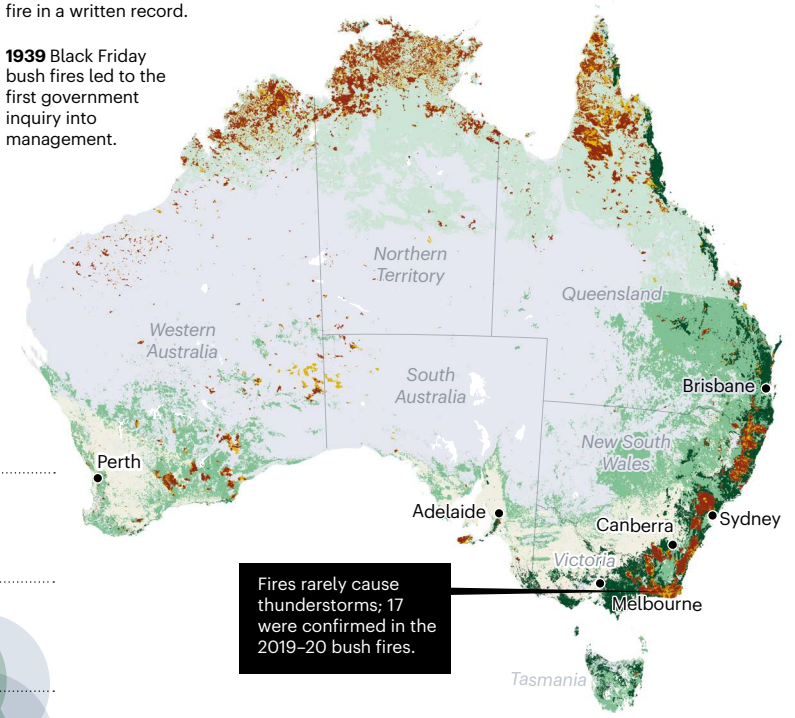 fire in a written record.
1939 Black Friday
bush fires led to the
first government
inquiry into
management.
Northern
Territory
Queensland
Western
Australia
South
Australia
Brisbane
New South
Wales
Perth
Adelaide
Canberra
Sydney
Victoria
Melbourne
Fires rarely cause
thunderstorms; 17
were confirmed in the
2019–20 bush fires.
Tasmania